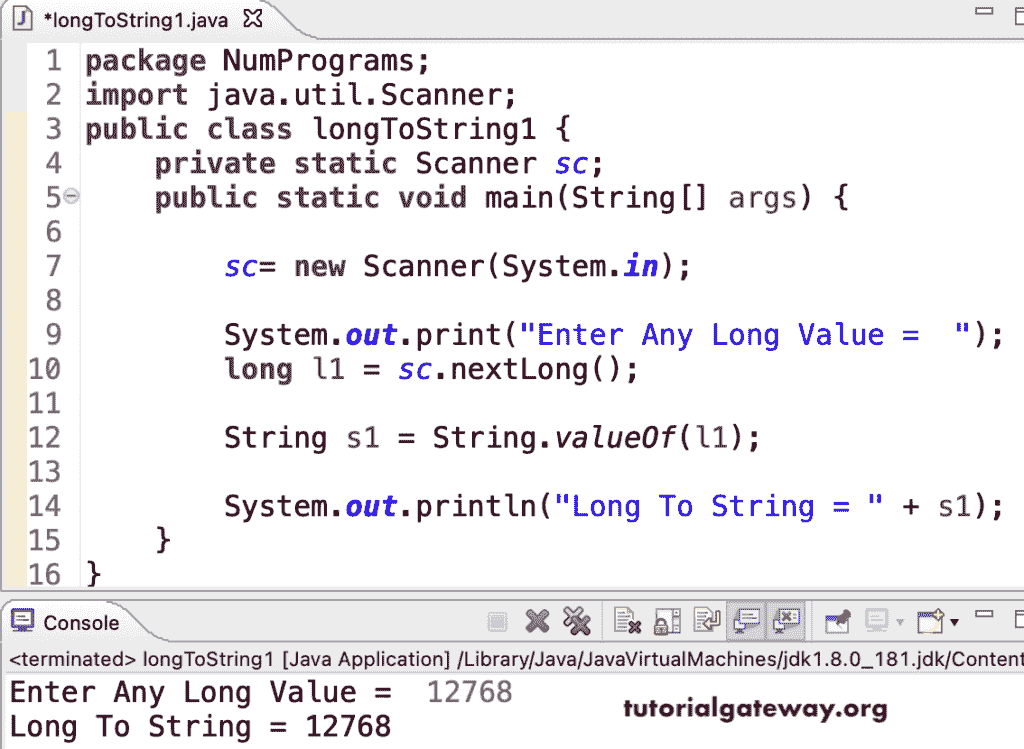 *longToString1.java
1 package NumPrograms;
2 import java.util.Scanner;
3 public class longToString1 {
4     private static Scanner sc;
5     public static void main(String[] args) {
6
7         sc= new Scanner(System.in);
8
9         System.out.print("Enter Any Long Value =  ");
10         long l1 = sc.nextLong();
11
12         String s1 = String.valueOf(l1);
13
14         System.out.println("Long To String = " + s1);
15     }
16 }
Console
<terminated> longToString1 [Java Application] /Library/Java/JavaVirtualMachines/jdk1.8.0_181.jdk/Content
Enter Any Long Value =  12768
Long To String = 12768
tutorialgateway.org